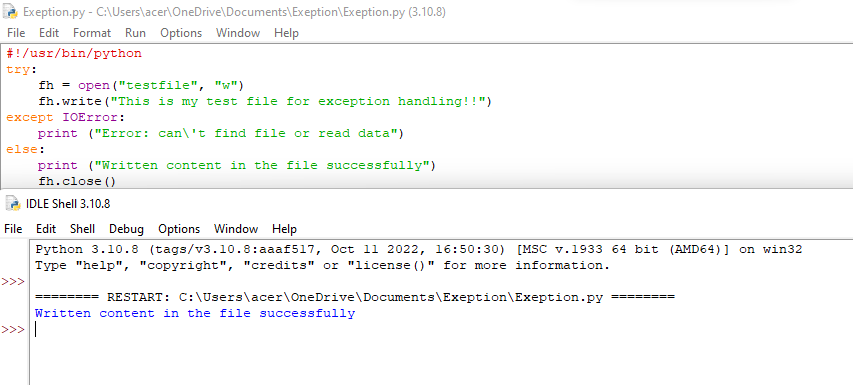 Exeption.py - C:\Users\acer\OneDrive\Documents\Exeption\Exeption.py (3.10.8)
File Edit Format Run Options Window Help
#!/usr/bin/python
try:
    fh = open("testfile", "w")
    fh.write("This is my test file for exception handling!!")
except IOError:
    print ("Error: can\'t find file or read data")
else:
    print ("Written content in the file successfully")
    fh.close()
IDLE Shell 3.10.8
File Edit Shell Debug Options Window Help
Python 3.10.8 (tags/v3.10.8:aaaf517, Oct 11 2022, 16:50:30) [MSC v.1933 64 bit (AMD64)] on win32
Type "help", "copyright", "credits" or "license()" for more information.
>>>
======== RESTART: C:\Users\acer\OneDrive\Documents\Exeption\Exeption.py ========
Written content in the file successfully
>>>